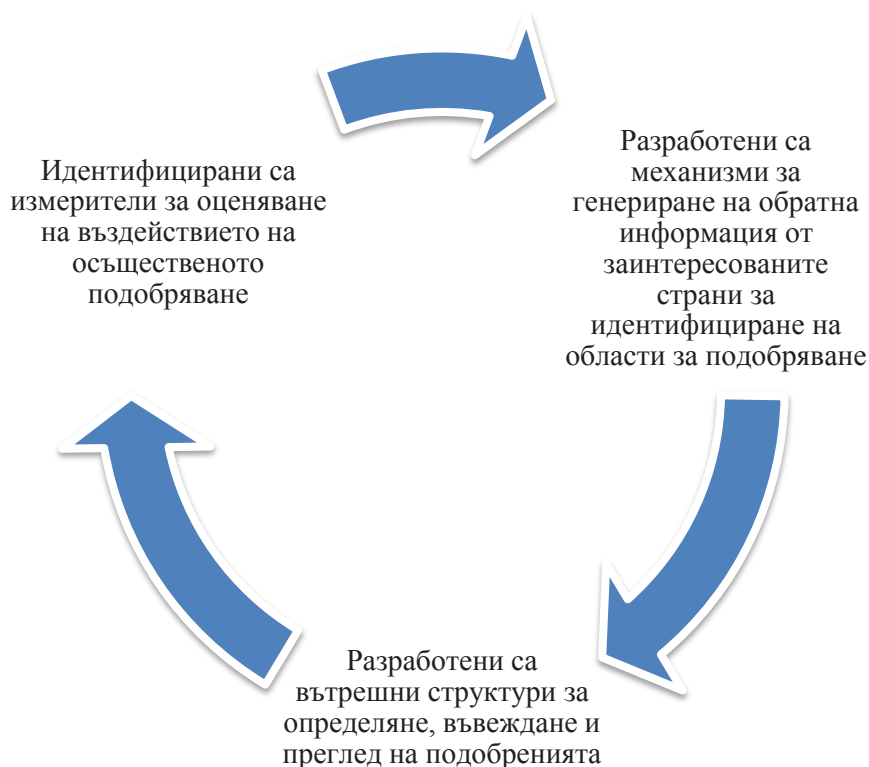 Идентифицирани са
измерители за оценяване
на въздействието на
осъщественото
подобряване
Разработени са
механизми за
генериране на обратна
информация от
заинтересованите
страни за
идентифициране на
области за подобряване
Разработени са
вътрешни структури за
определяне, въвеждане и
преглед на подобренията